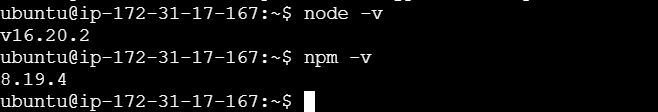 ubuntu@ip-172-31-17-167:~$ node -v
v16.20.2
ubuntu@ip-172-31-17-167:~$ npm -v
8.19.4
ubuntu@ip-172-31-17-167:~$